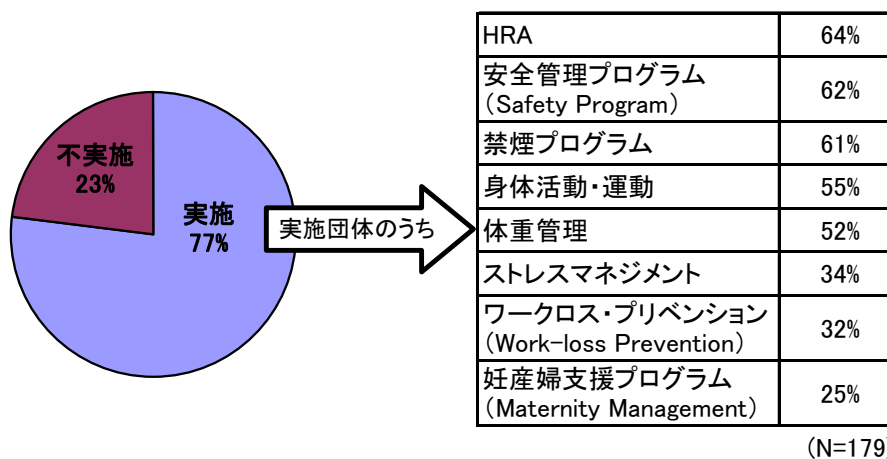 不実施
23%
実施
77%
実施団体のうち
HRA 64%
安全管理プログラム
(Safety Program) 62%
禁煙プログラム 61%
身体活動・運動 55%
体重管理 52%
ストレスマネジメント 34%
ワークロス・プリベンション
(Work-loss Prevention) 32%
妊産婦支援プログラム
(Maternity Management) 25%
(N=179)